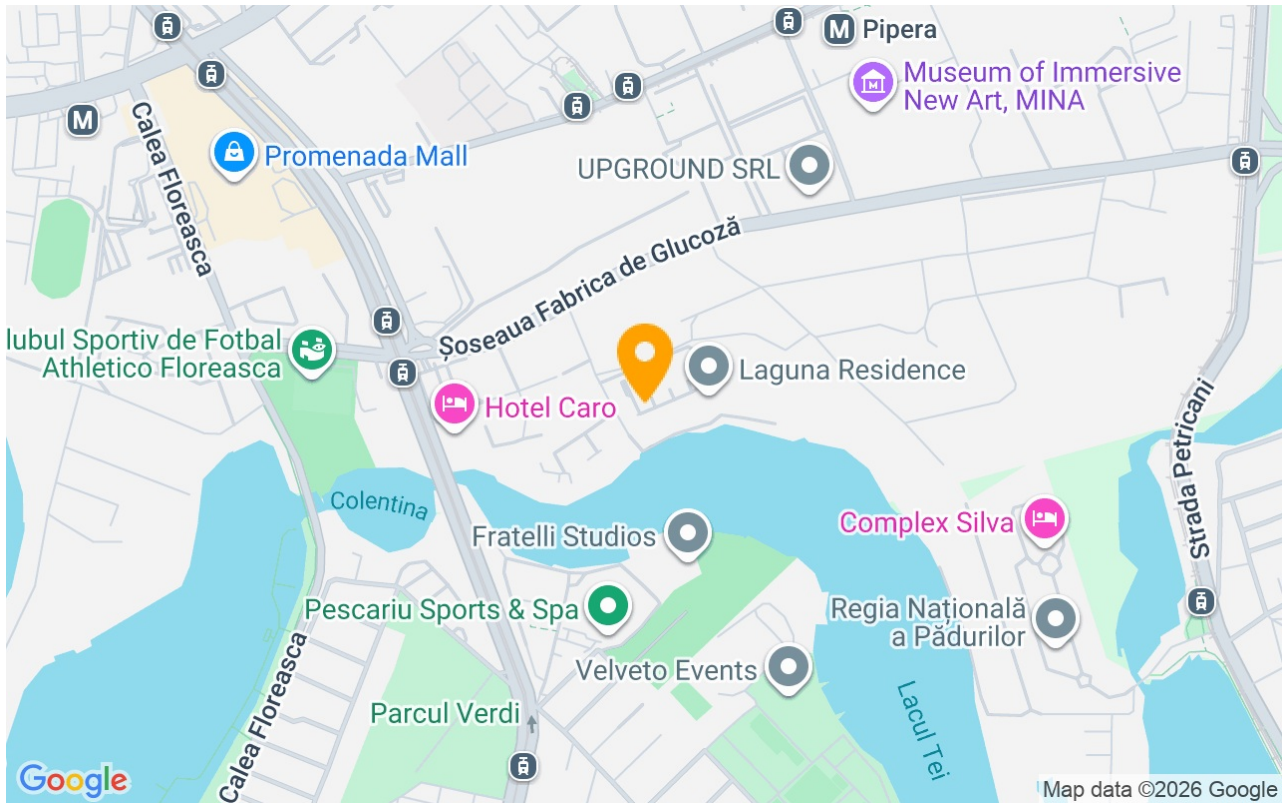 M Pipera
Museum of Immersive
New Art, MINA
M
Calea Floreasca
Promenada Mall
UPGROUND SRL
Șoseaua Fabrica de Glucoză
lubul Sportiv de Fotbal
Athletico Floreasca
Laguna Residence
Hotel Caro
Strada Petricani
Colentina
Complex Silva
Fratelli Studios
Pescariu Sports & Spa
Regia Națională
a Pădurilor
Velveto Events
Calea Floreasca
Parcul Verdi
Lacul Tei
Google
Map data ©2026 Google